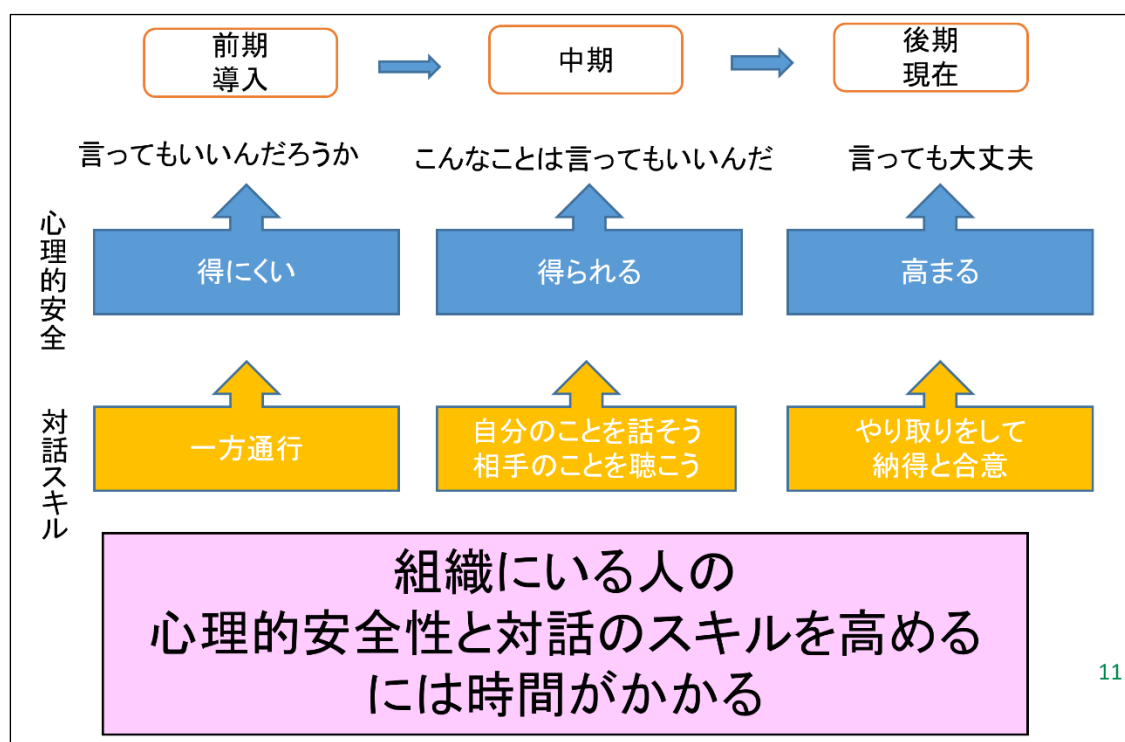 前期
導入
中期
後期
現在
言ってもいいんだろうか
こんなことは言ってもいいんだ
言っても大丈夫
心理的安全
得にくい
得られる
高まる
対話スキル
一方通行
自分のことを話そう
相手のことを聴こう
やり取りをして
納得と合意
組織にいる人の
心理的安全性と対話のスキルを高める
には時間がかかる
11